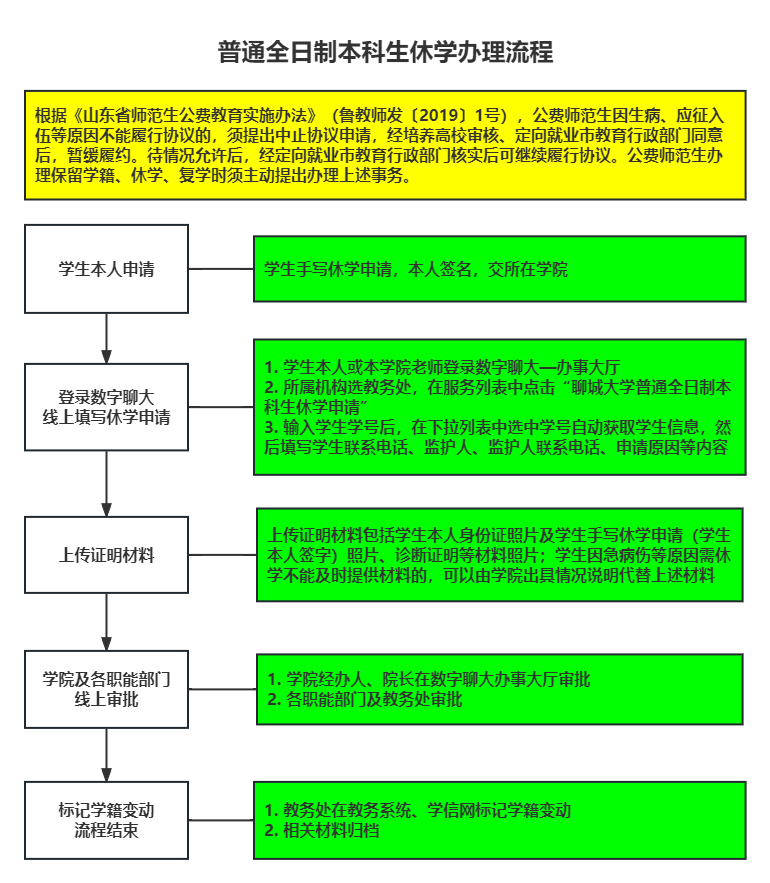 普通全日制本科生休学办理流程
根据《山东省师范生公费教育实施办法》（鲁教师发〔2019〕1号），公费师范生因生病、应征入
伍等原因不能履行协议的，须提出中止协议申请，经培养高校审核、定向就业市教育行政部门同意
后，暂缓履约。待情况允许后，经定向就业市教育行政部门核实后可继续履行协议。公费师范生办
理保留学籍、休学、复学时须主动提出办理上述事务。
学生本人申请
学生手写休学申请，本人签名，交所在学院
登录数字聊大
线上填写休学申请
1. 学生本人或本学院老师登录数字聊大—办事大厅
2. 所属机构选教务处，在服务列表中点击“聊城大学普通全日制本
科生休学申请”
3. 输入学生学号后，在下拉列表中选中学号自动获取学生信息，然
后填写学生联系电话、监护人、监护人联系电话、申请原因等内容
上传证明材料
上传证明材料包括学生本人身份证照片及学生手写休学申请（学生
本人签字）照片、诊断证明等材料照片；学生因急病伤等原因需休
学不能及时提供材料的，可以由学院出具情况说明代替上述材料
学院及各职能部门
线上审批
1. 学院经办人、院长在数字聊大办事大厅审批
2. 各职能部门及教务处审批
标记学籍变动
流程结束
1. 教务处在教务系统、学信网标记学籍变动
2. 相关材料归档